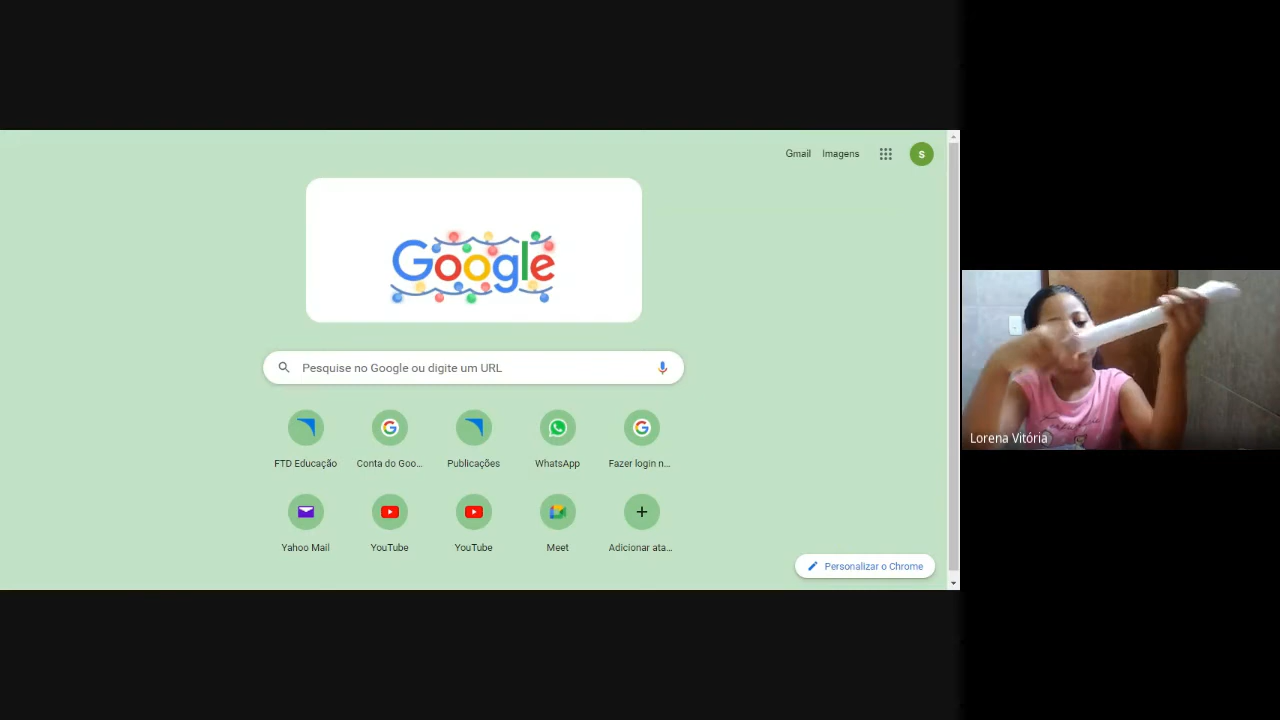 Gmail Imagens S
Google
Pesquise no Google ou digite um URL
FTD Educação Conta do Goo... Publicações WhatsApp Fazer login n...
Yahoo Mail YouTube YouTube Meet Adicionar ata...
Personalizar o Chrome
Lorena Vitória